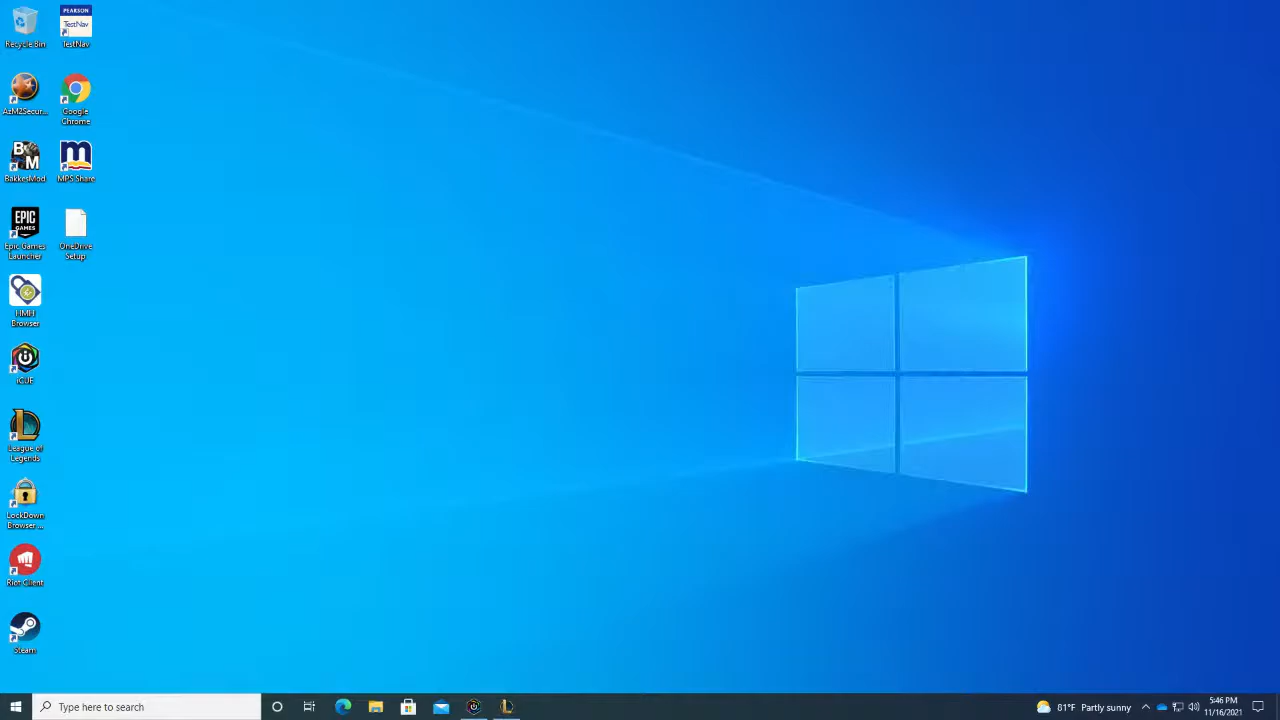 Recycle Bin
PEARSON
TestNav
TestNav
AzM2Secur...
Google
Chrome
BM
BakkesMod
m
MPS Share
EPIC
GAMES
Epic Games
Launcher
OneDrive
Setup
HMH
Browser
iCUE
League of
Legends
LockDown
Browser ...
Riot Client
Steam
Type here to search
81°F Partly sunny
5:46 PM
11/16/2021